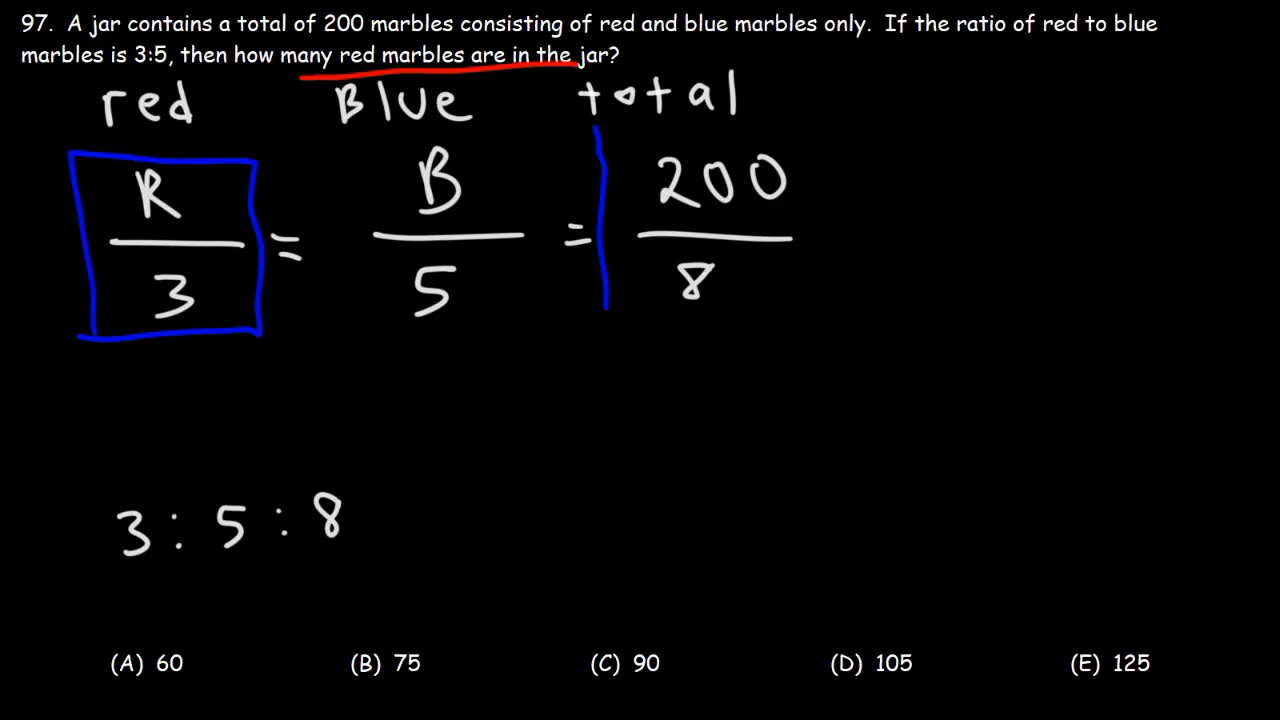 97. A jar contains a total of 200 marbles consisting of red and blue marbles only. If the ratio of red to blue
marbles is 3:5, then how many red marbles are in the jar?
red Blue total
R B 200
= =
3 5 8
3 : 5 : 8
(A) 60 (B) 75 (C) 90 (D) 105 (E) 125